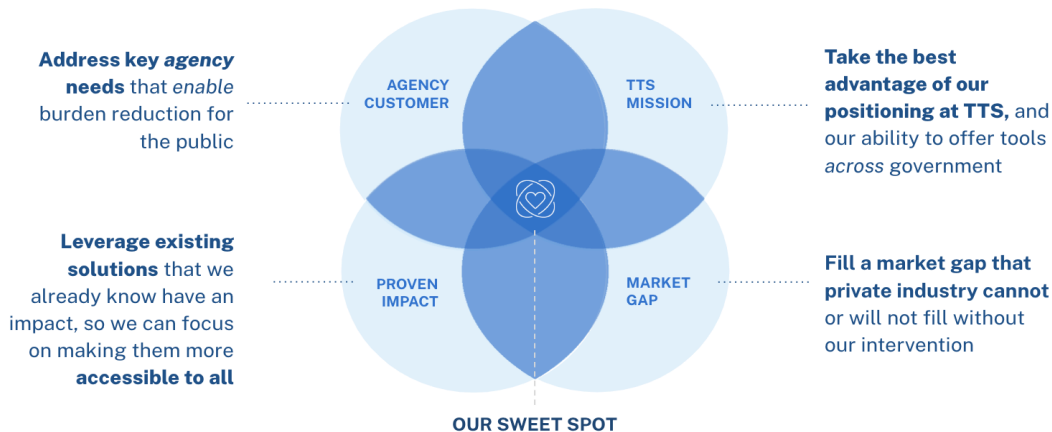 Address key agency
needs that enable
burden reduction for
the public
AGENCY
CUSTOMER
TTS
MISSION
Take the best
advantage of our
positioning at TTS, and
our ability to offer tools
across government
Leverage existing
solutions that we
already know have an
impact, so we can focus
on making them more
accessible to all
PROVEN
IMPACT
MARKET
GAP
Fill a market gap that
private industry cannot
or will not fill without
our intervention
OUR SWEET SPOT